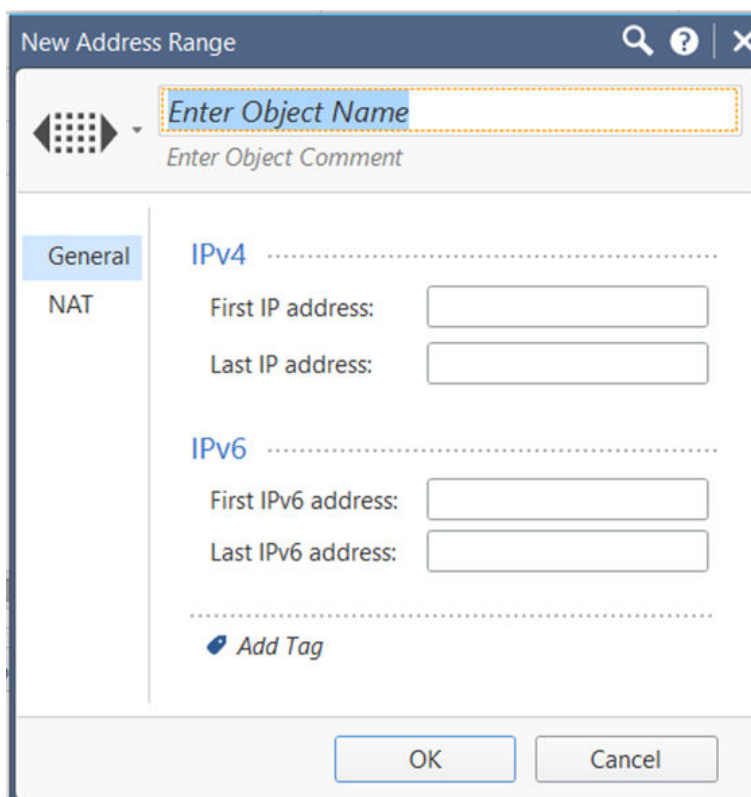 New Address Range
Enter Object Name
Enter Object Comment
General
NAT
IPv4
First IP address:
Last IP address:
IPv6
First IPv6 address:
Last IPv6 address:
Add Tag
OK
Cancel